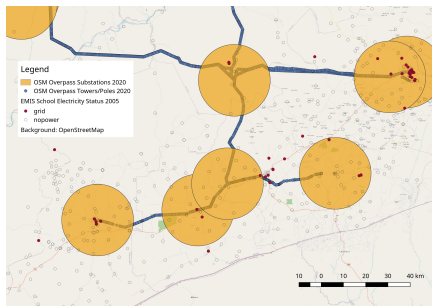 Legend
OSM Overpass Substations 2020
OSM Overpass Towers/Poles 2020
EMIS School Electricity Status 2005
grid
nopower
Background: OpenStreetMap
10 0 10 20 30 40 km